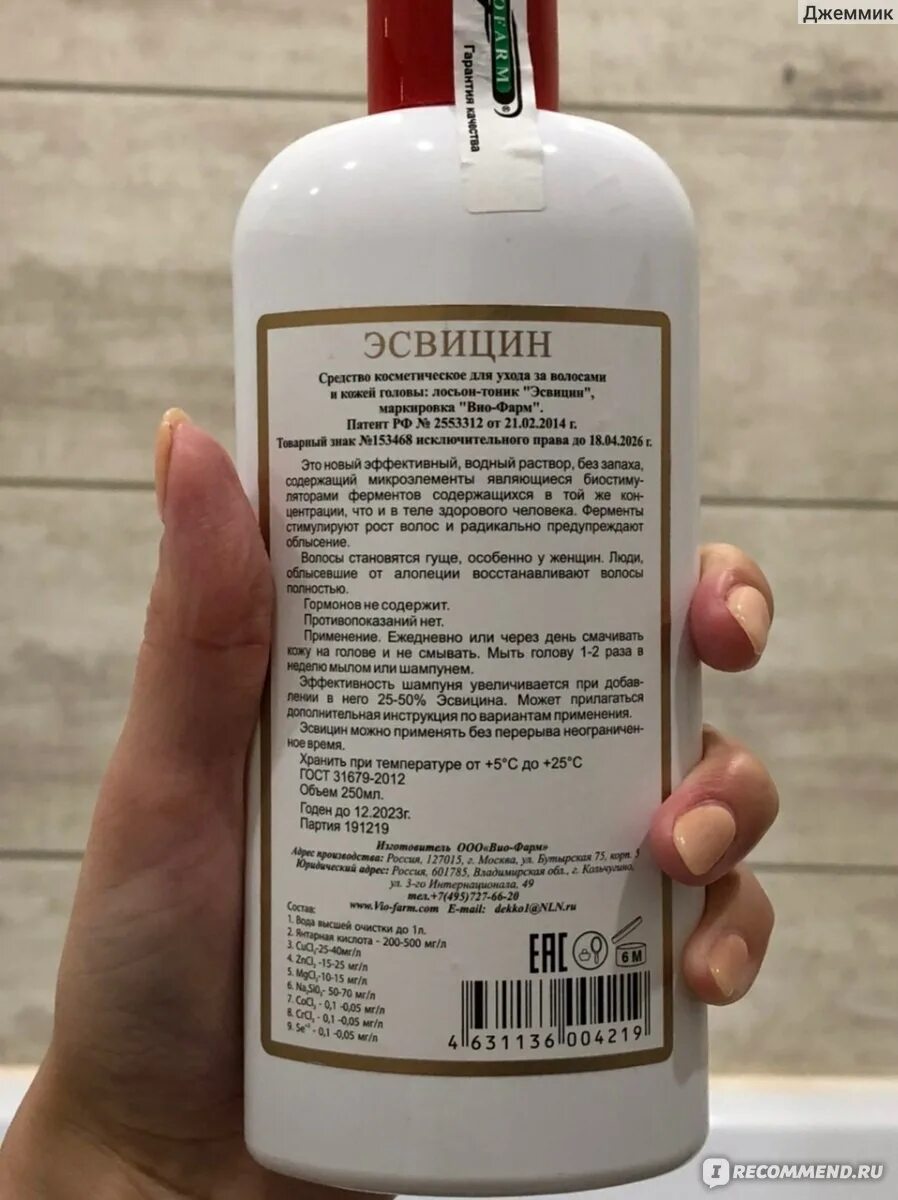 Джеммик
OFARM®
Гарантия качества
ЭСВИЦИН
Средство косметическое для ухода за волосами
и кожей головы: лосьон-тоник "Эсвицин",
маркировка "Вио-Фарм".
Патент РФ № 2553312 от 21.02.2014 г.
Товарный знак №153468 исключительного права до 18.04.2026 г.
Это новый эффективный, водный раствор, без запаха,
содержащий микроэлементы являющиеся биостиму-
ляторами ферментов содержащихся в той же кон-
центрации, что и в теле здорового человека. Ферменты
стимулируют рост волос и радикально предупреждают
облысение.
Волосы становятся гуще, особенно у женщин. Люди,
облысевшие от алопеции восстанавливают волосы
полностью.
Гормонов не содержит.
Противопоказаний нет.
Применение. Ежедневно или через день смачивать
кожу на голове и не смывать. Мыть голову 1-2 раза в
неделю мылом или шампунем.
Эффективность шампуня увеличивается при добав-
лении в него 25-50% Эсвицина. Может прилагаться
дополнительная инструкция по вариантам применения.
Эсвицин можно применять без перерыва неограничен-
ное время.
Хранить при температуре от +5°C до +25°C
ГОСТ 31679-2012
Объем 250мл.
Годен до 12.2023г.
Партия 191219
Изготовитель ООО«Вио-Фарм»
Адрес производства: Россия, 127015, г. Москва, ул. Бутырская 75, корп. 5
Юридический адрес: Россия, 601785, Владимирская обл., г. Кольчугино,
ул. 3-го Интернационала, 49
тел.+7(495)727-66-20
www.Vio-farm.com E-mail: dekko1@NLN.ru
Состав:
1. Вода высшей очистки до 1л.
2. Янтарная кислота - 200-500 мг/л
3. CuCl₂-25-40мг/л
4. ZnCl₂ -15-25 мг/л
5. MgCl₂-10-15 мг/л
6. Na₂SiO₃- 50-70 мг/л
7. CoCl₂ - 0,1 -0,05 мг/л
8. CrCl₃ - 0,1 -0,05 мг/л
9. Se⁺⁴ - 0,1 -0,05 мг/л
EAC
6 M
4 631136 004219
IRECOMMEND.RU